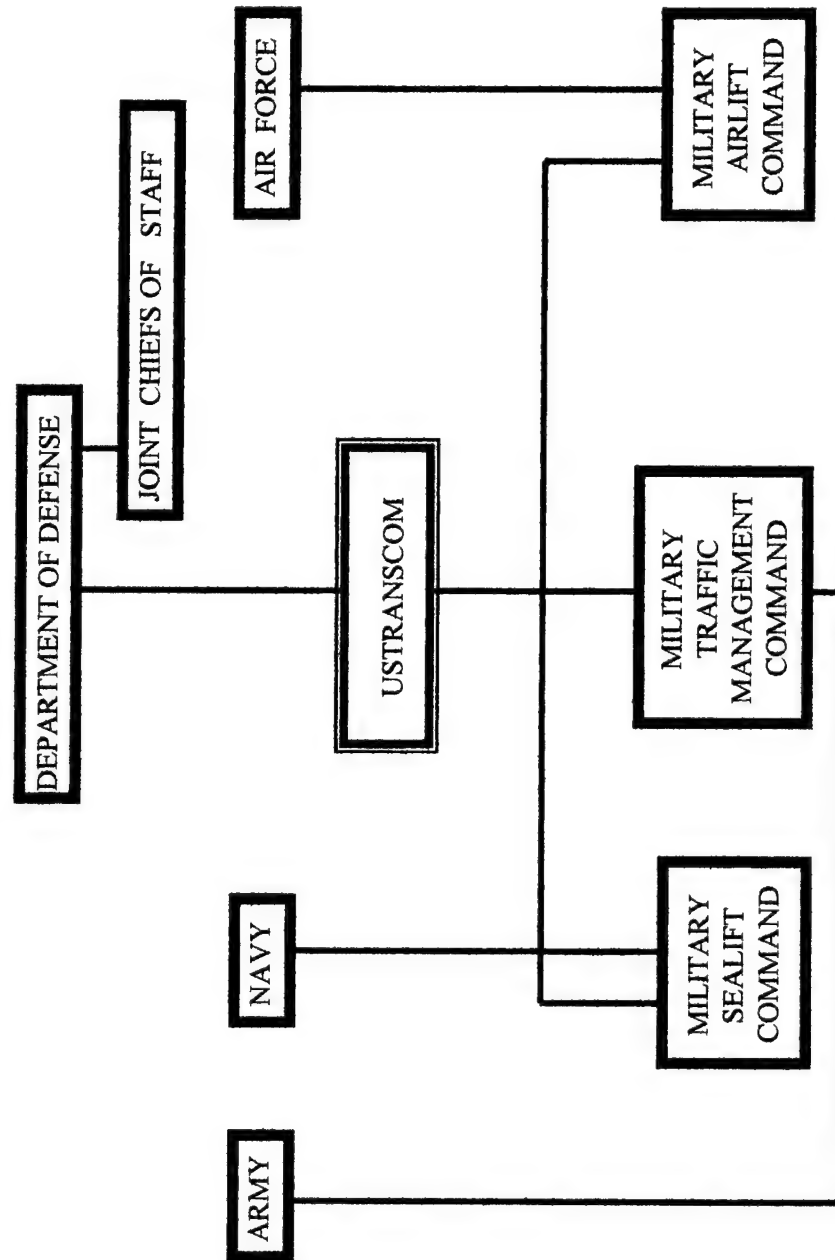 DEPARTMENT OF DEFENSE
JOINT CHIEFS OF STAFF
ARMY
NAVY
AIR FORCE
USTRANSCOM
MILITARY
SEALIFT
COMMAND
MILITARY
TRAFFIC
MANAGEMENT
COMMAND
MILITARY
AIRLIFT
COMMAND